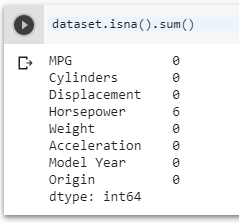 dataset.isna().sum()
MPG 0
Cylinders 0
Displacement 0
Horsepower 6
Weight 0
Acceleration 0
Model Year 0
Origin 0
dtype: int64